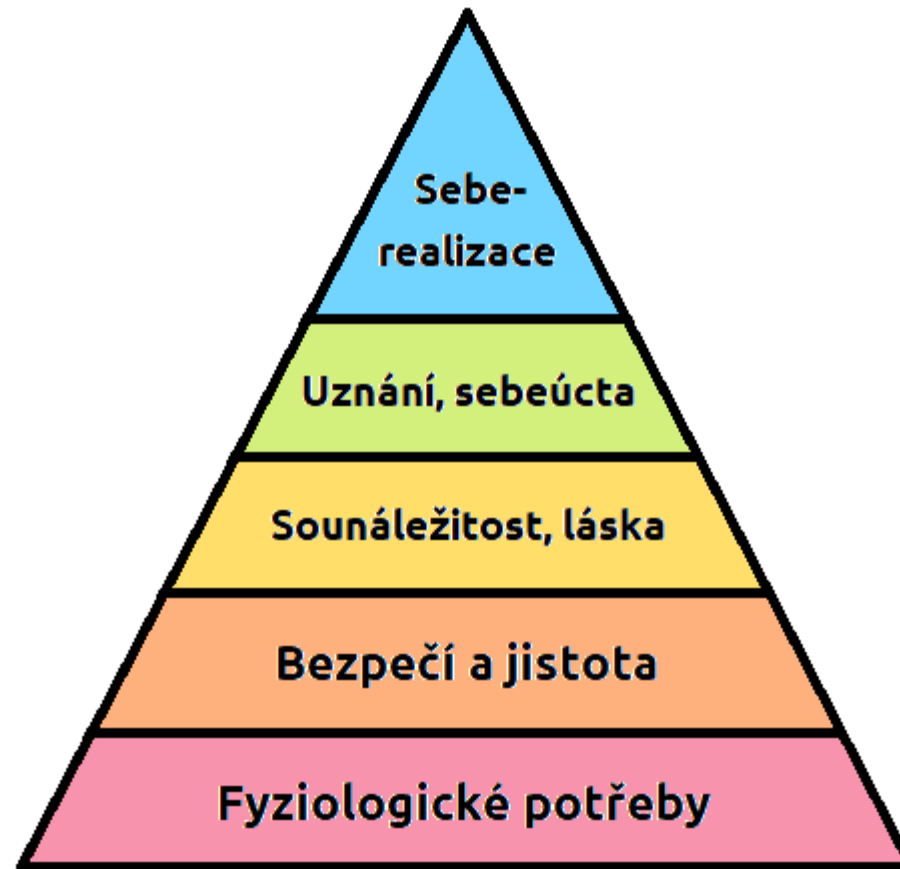 Sebe-
realizace
Uznání, sebeúcta
Sounáležitost, láska
Bezpečí a jistota
Fyziologické potřeby